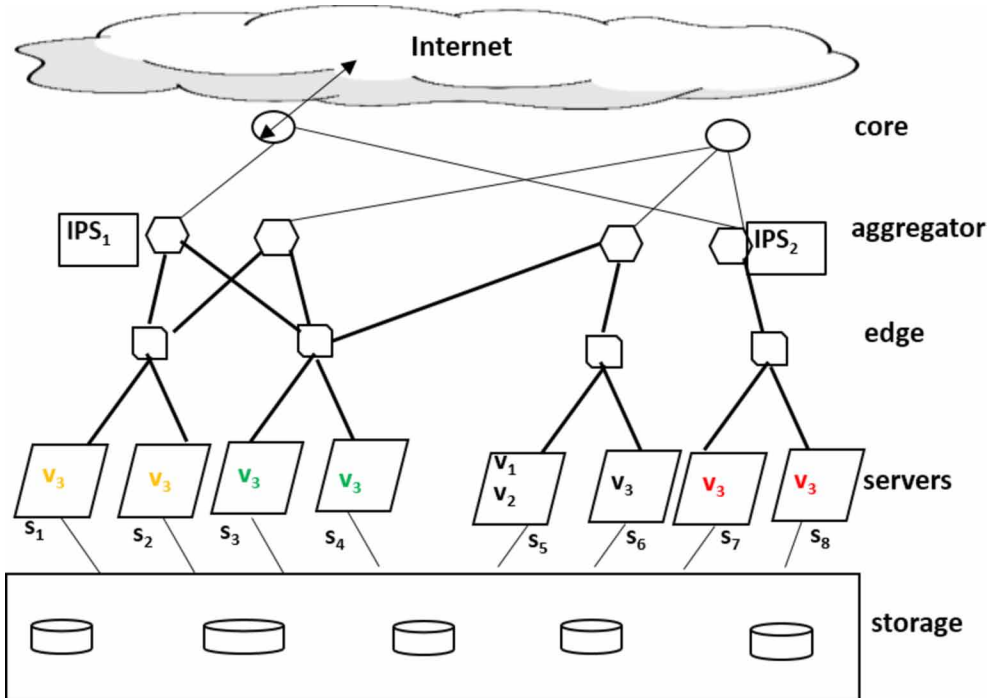 Internet
core
IPS₁
IPS₂
aggregator
edge
v₃
v₃
v₃
v₃
v₁
v₂
v₃
v₃
v₃
servers
s₁
s₂
s₃
s₄
s₅
s₆
s₇
s₈
storage